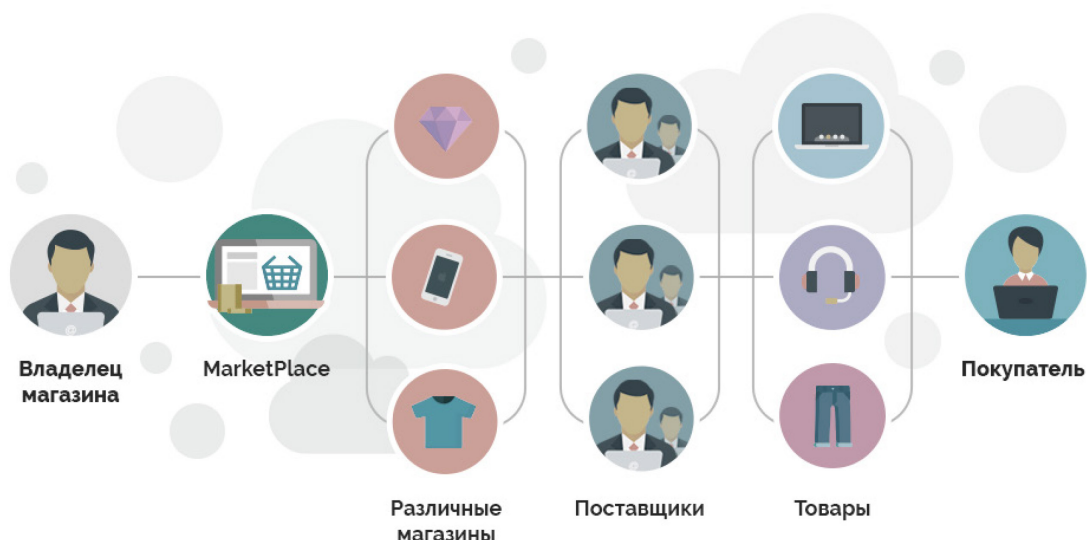 Владелец
магазина
MarketPlace
Различные
магазины
Поставщики
Товары
Покупатель